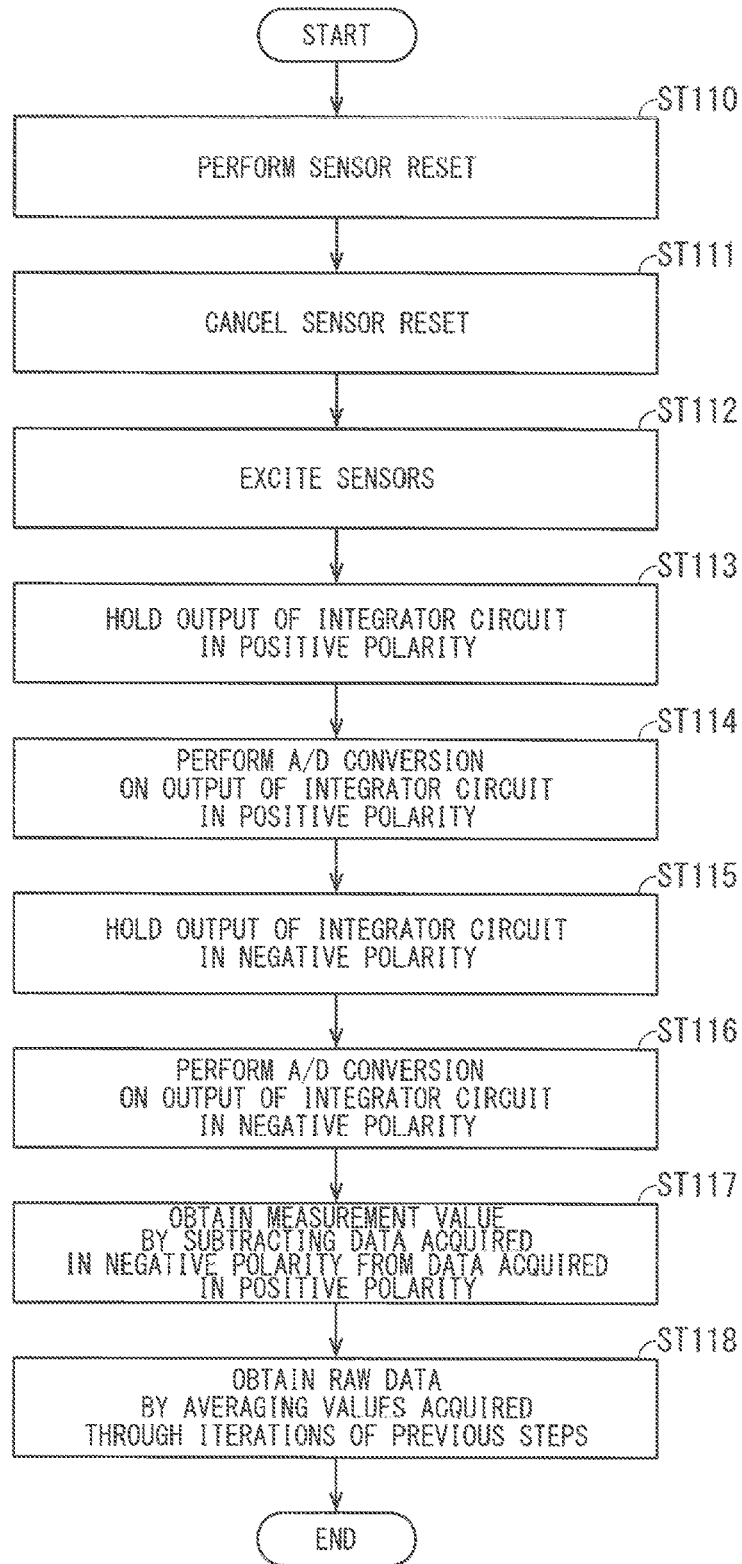 START
ST110
PERFORM SENSOR RESET
ST111
CANCEL SENSOR RESET
ST112
EXCITE SENSORS
ST113
HOLD OUTPUT OF INTEGRATOR CIRCUIT
IN POSITIVE POLARITY
ST114
PERFORM A/D CONVERSION
ON OUTPUT OF INTEGRATOR CIRCUIT
IN POSITIVE POLARITY
ST115
HOLD OUTPUT OF INTEGRATOR CIRCUIT
IN NEGATIVE POLARITY
ST116
PERFORM A/D CONVERSION
ON OUTPUT OF INTEGRATOR CIRCUIT
IN NEGATIVE POLARITY
ST117
OBTAIN MEASUREMENT VALUE
BY SUBTRACTING DATA ACQUIRED
IN NEGATIVE POLARITY FROM DATA ACQUIRED
IN POSITIVE POLARITY
ST118
OBTAIN RAW DATA
BY AVERAGING VALUES ACQUIRED
THROUGH ITERATIONS OF PREVIOUS STEPS
END